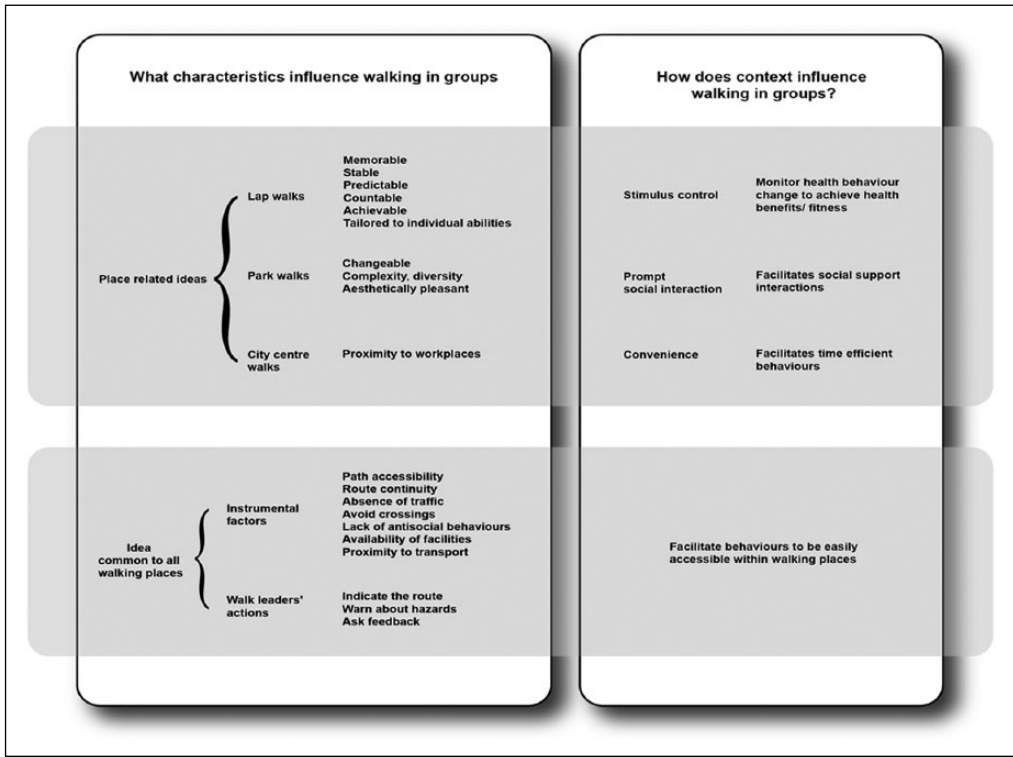 What characteristics influence walking in groups
Place related ideas
Lap walks
Memorable
Stable
Predictable
Countable
Achievable
Tailored to individual abilities
Park walks
Changeable
Complexity, diversity
Aesthetically pleasant
City centre
walks
Proximity to workplaces
Idea
common to all
walking places
Instrumental
factors
Path accessibility
Route continuity
Absence of traffic
Avoid crossings
Lack of antisocial behaviours
Availability of facilities
Proximity to transport
Walk leaders'
actions
Indicate the route
Warn about hazards
Ask feedback
How does context influence
walking in groups?
Stimulus control
Monitor health behaviour
change to achieve health
benefits/ fitness
Prompt
social interaction
Facilitates social support
interactions
Convenience
Facilitates time efficient
behaviours
Facilitate behaviours to be easily
accessible within walking places